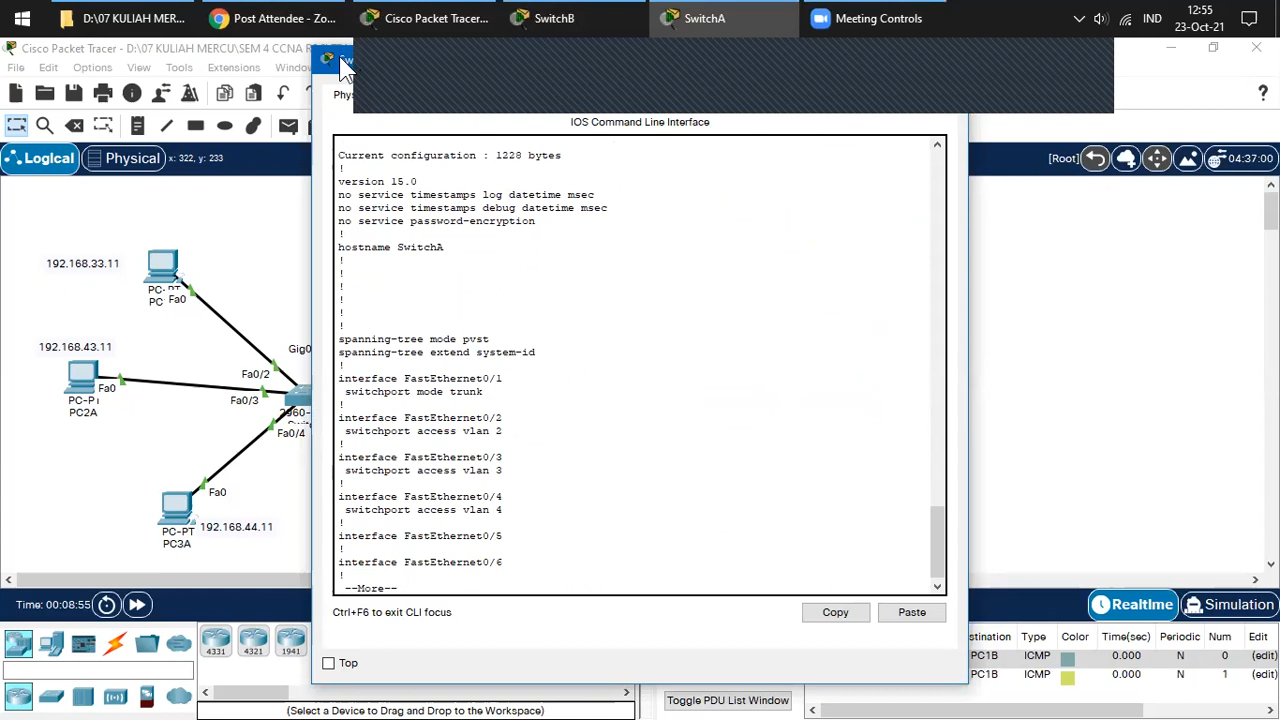 D:\07 KULIAH MER...
Post Attendee - Zo...
Cisco Packet Tracer...
SwitchB
SwitchA
Meeting Controls
IND
12:55
23-Oct-21
Cisco Packet Tracer - D:\07 KULIAH MERCU\SEM 4 CCNA R
File Edit Options View Tools Extensions Window
IOS Command Line Interface
Logical
Physical
x: 322, y: 233
[Root]
04:37:00
Current configuration : 1228 bytes
!
version 15.0
no service timestamps log datetime msec
no service timestamps debug datetime msec
no service password-encryption
!
hostname SwitchA
!
!
!
!
!
!
spanning-tree mode pvst
spanning-tree extend system-id
!
interface FastEthernet0/1
switchport mode trunk
!
interface FastEthernet0/2
switchport access vlan 2
!
interface FastEthernet0/3
switchport access vlan 3
!
interface FastEthernet0/4
switchport access vlan 4
!
interface FastEthernet0/5
!
interface FastEthernet0/6
!
--More--
192.168.33.11
PC-PT
PC
Fa0
192.168.43.11
Fa0
PC2A
Gig0
Fa0/2
Fa0/3
2960-
Fa0/4
Fa0
PC-PT
PC3A
192.168.44.11
Ctrl+F6 to exit CLI focus
Copy
Paste
Top
Time: 00:08:55
Realtime
Simulation
4331
4321
1941
(Select a Device to Drag and Drop to the Workspace)
Toggle PDU List Window
stination Type Color Time(sec) Periodic Num Edit
PC1B ICMP 0.000 N 0 (edit)
PC1B ICMP 0.000 N 1 (edit)